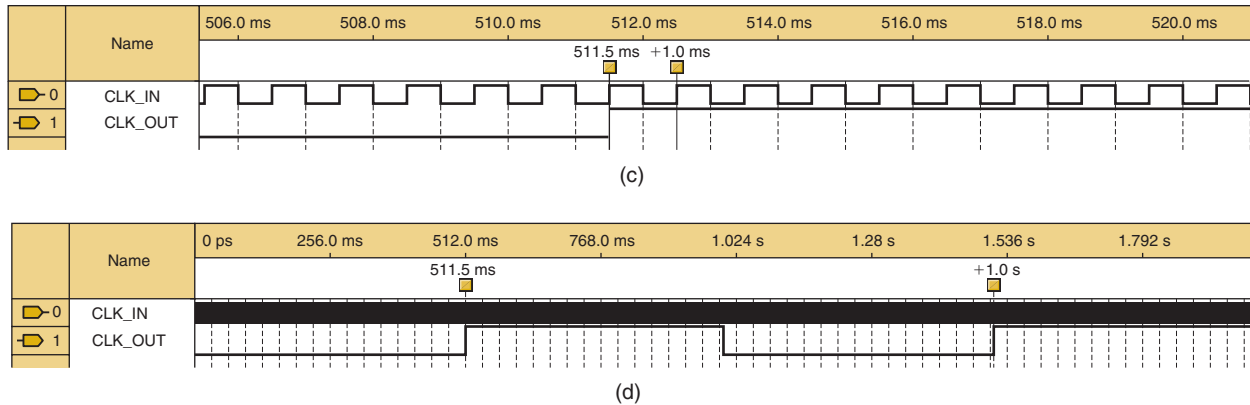 506.0 ms 508.0 ms 510.0 ms 512.0 ms 514.0 ms 516.0 ms 518.0 ms 520.0 ms
Name
511.5 ms +1.0 ms
0 CLK_IN
1 CLK_OUT
(c)
0 ps 256.0 ms 512.0 ms 768.0 ms 1.024 s 1.28 s 1.536 s 1.792 s
Name
511.5 ms +1.0 s
0 CLK_IN
1 CLK_OUT
(d)